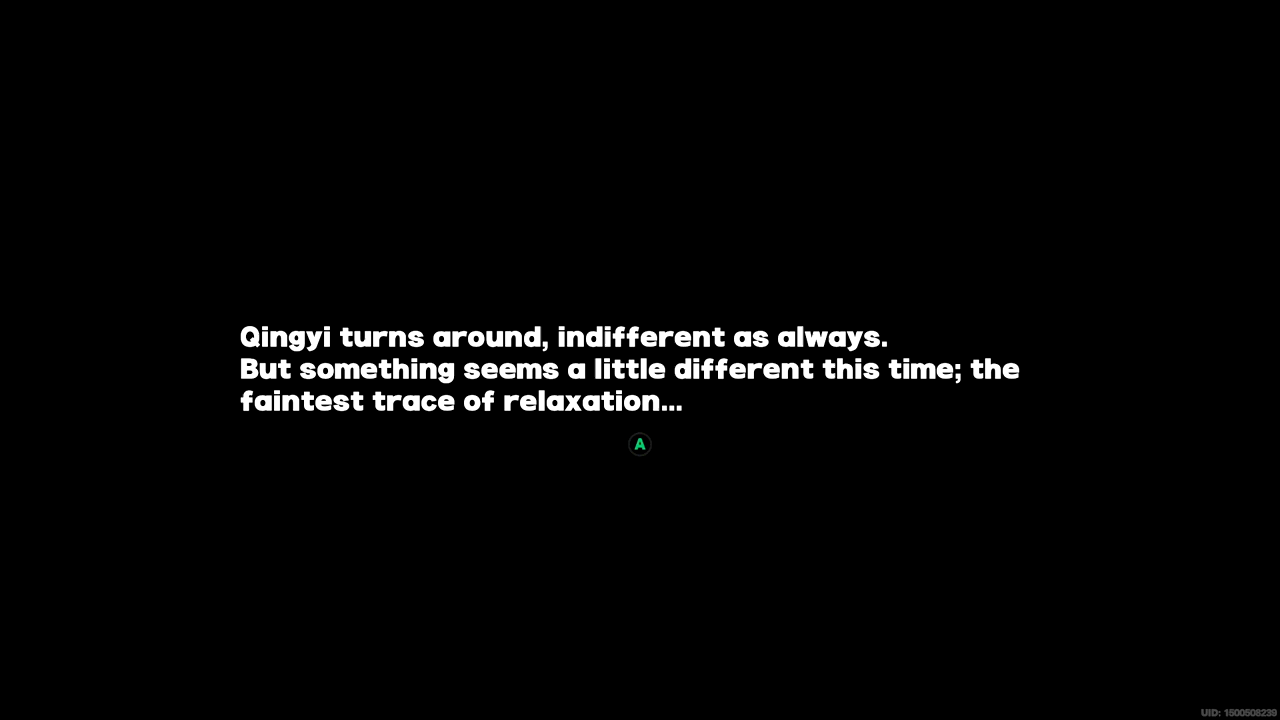 Qingyi turns around, indifferent as always.
But something seems a little different this time; the
faintest trace of relaxation...
A
UID: 1500508239